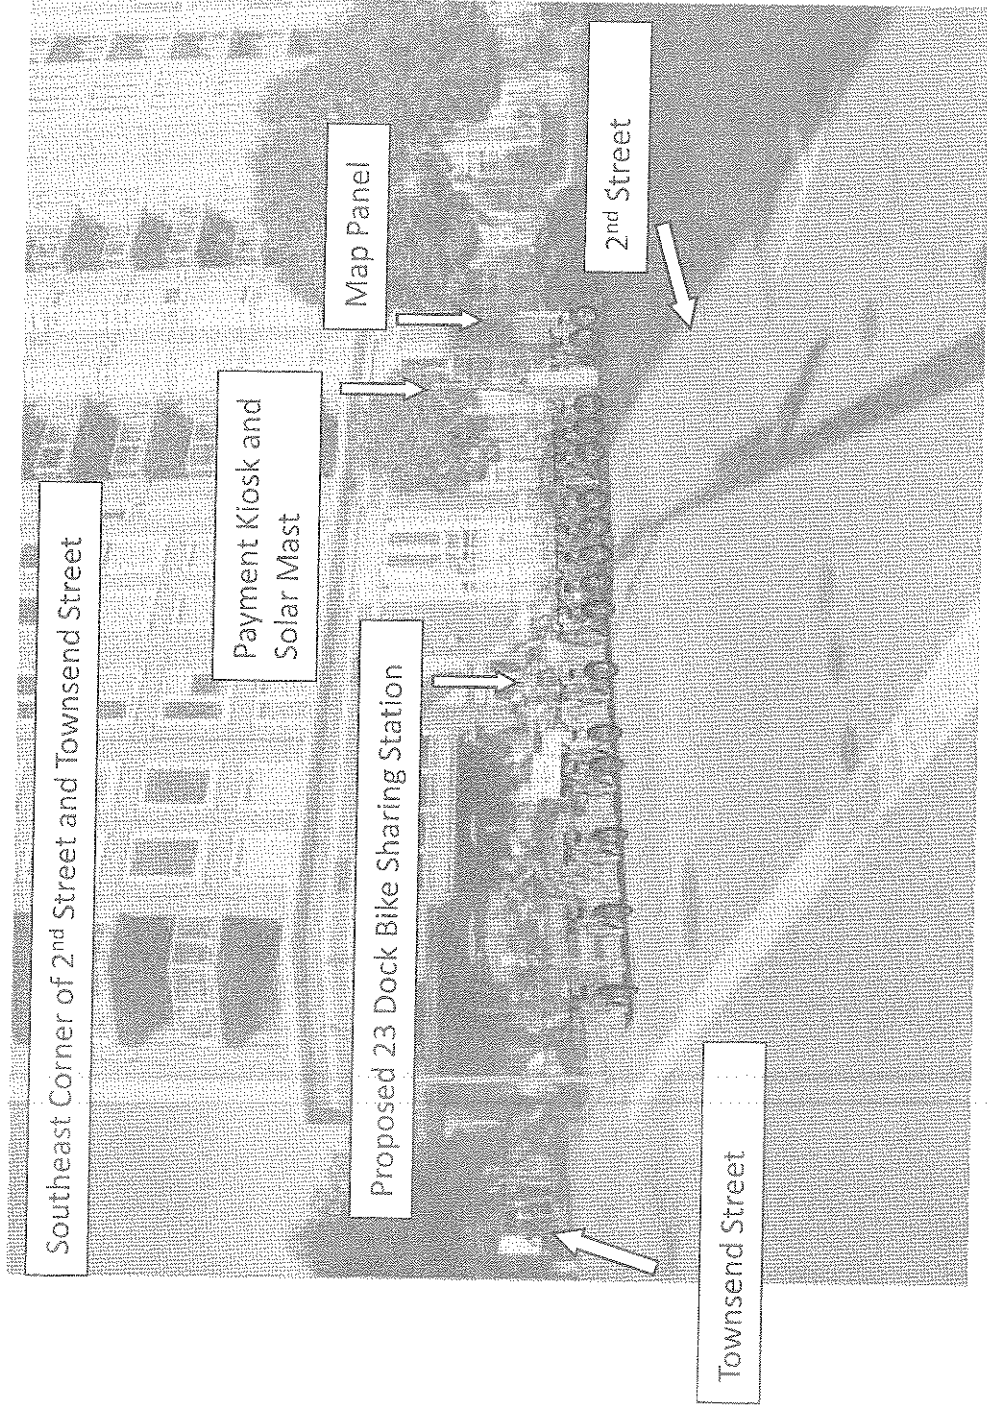 Southeast Corner of 2nd Street and Townsend Street
Payment Kiosk and
Solar Mast
Map Panel
Proposed 23 Dock Bike Sharing Station
2nd Street
Townsend Street